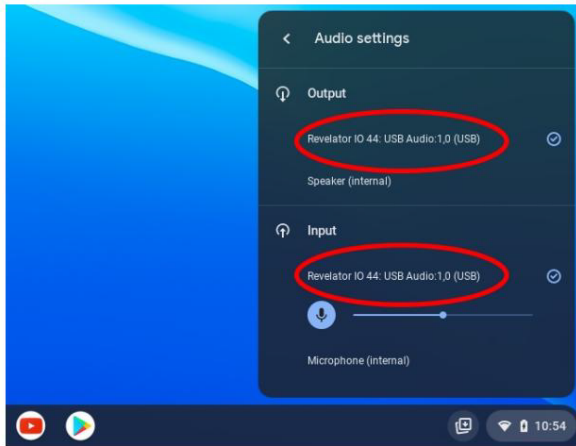 Audio settings
Output
Revelator IO 44: USB Audio:1,0 (USB)
Speaker (internal)
Input
Revelator IO 44: USB Audio:1,0 (USB)
Microphone (internal)
10:54